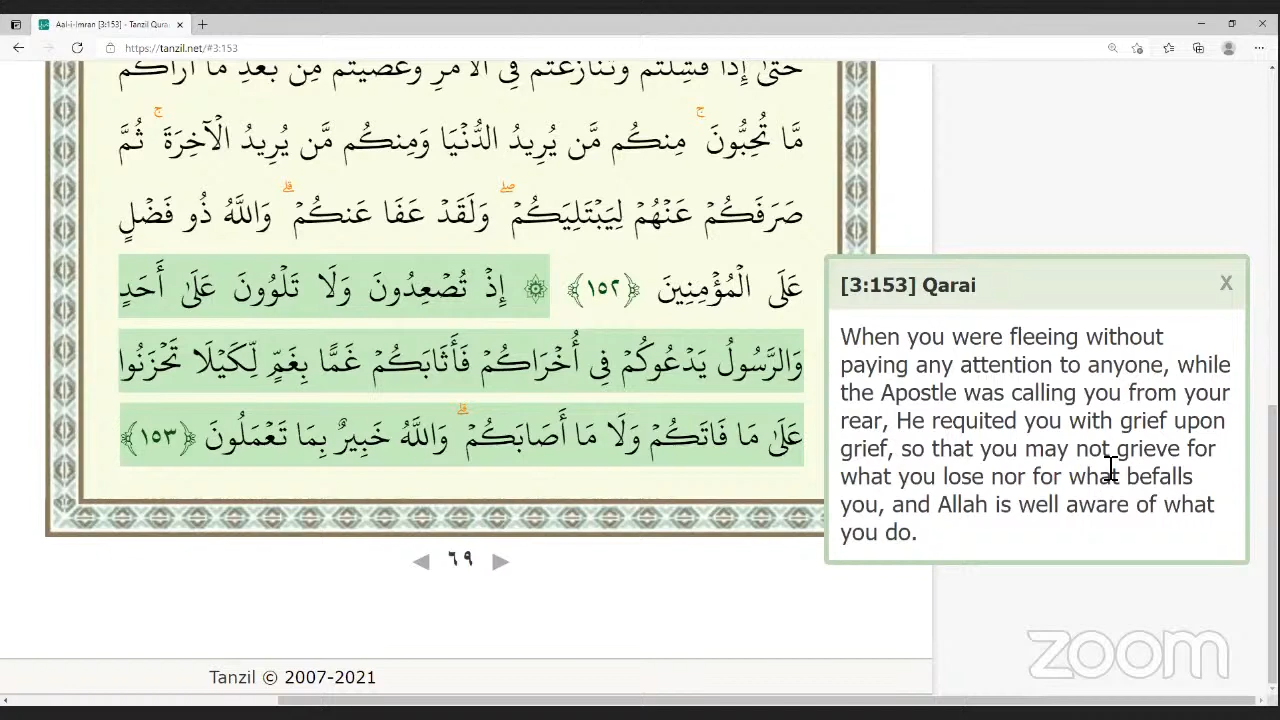 Aal-i-Imran [3:153] - Tanzil Qura
https://tanzil.net/#3:153
حَتَّىٰ إِذَا فَشِلْتُمْ وَتَنَازَعْتُمْ فِى الْأَمْرِ وَعَصَيْتُم مِّن بَعْدِ مَا أَرَاكُم
مَّا تُحِبُّونَ ۚ مِنكُم مَّن يُرِيدُ الدُّنْيَا وَمِنكُم مَّن يُرِيدُ الْآخِرَةَ ۚ ثُمَّ
صَرَفَكُمْ عَنْهُمْ لِيَبْتَلِيَكُمْ ۖ وَلَقَدْ عَفَا عَنكُمْ ۗ وَاللَّهُ ذُو فَضْلٍ
عَلَى الْمُؤْمِنِينَ ﴿١٥٢﴾ ۞ إِذْ تُصْعِدُونَ وَلَا تَلْوُونَ عَلَىٰ أَحَدٍ
وَالرَّسُولُ يَدْعُوكُمْ فِى أُخْرَاكُمْ فَأَثَابَكُمْ غَمًّا بِغَمٍّ لِّكَيْلَا تَحْزَنُوا
عَلَىٰ مَا فَاتَكُمْ وَلَا مَا أَصَابَكُمْ ۗ وَاللَّهُ خَبِيرٌ بِمَا تَعْمَلُونَ ﴿١٥٣﴾
[3:153] Qarai
X
When you were fleeing without
paying any attention to anyone, while
the Apostle was calling you from your
rear, He requited you with grief upon
grief, so that you may not grieve for
what you lose nor for what befalls
you, and Allah is well aware of what
you do.
٦٩
Tanzil © 2007-2021
zoom